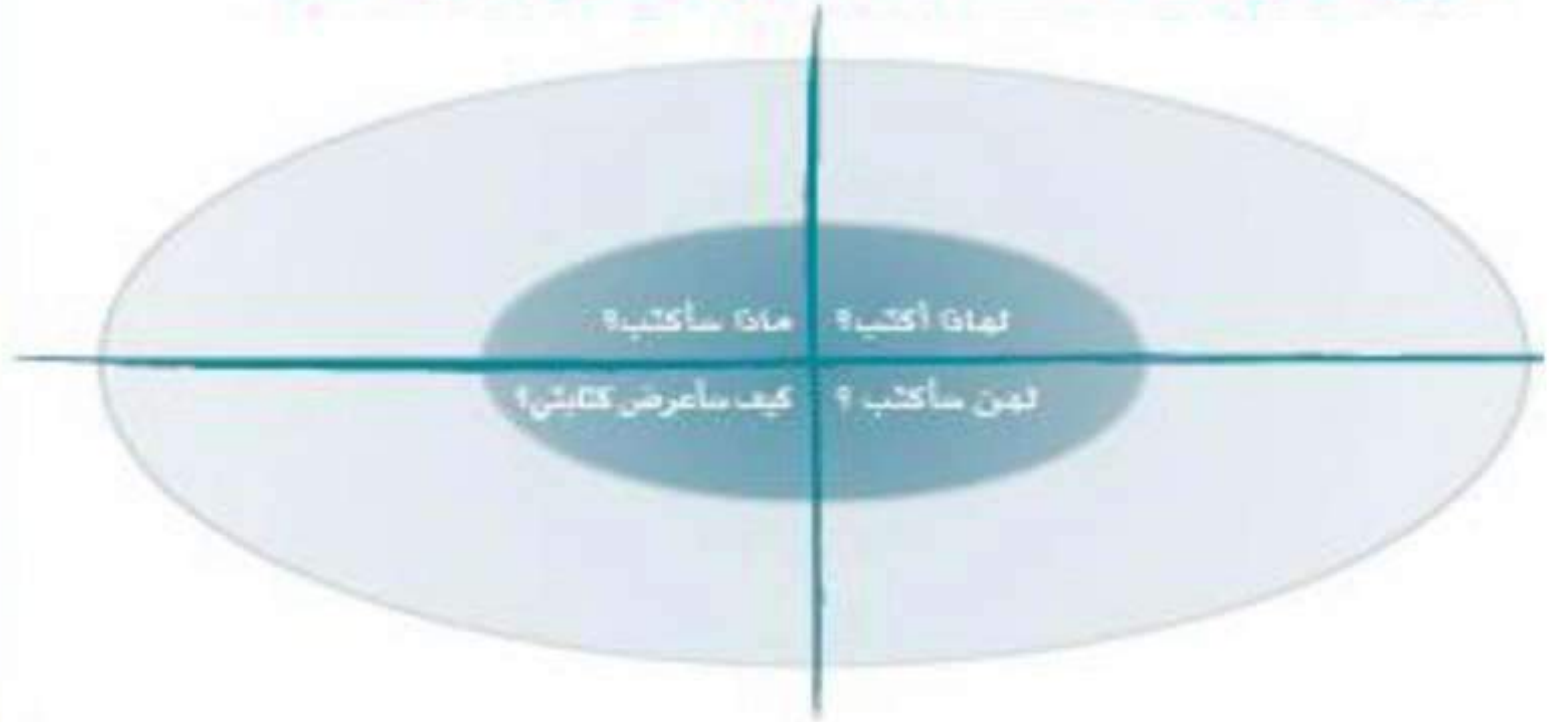 لماذا أكتب؟
ماذا سأكتب؟
لمن سأكتب ؟
كيف سأعرض كتابتي؟